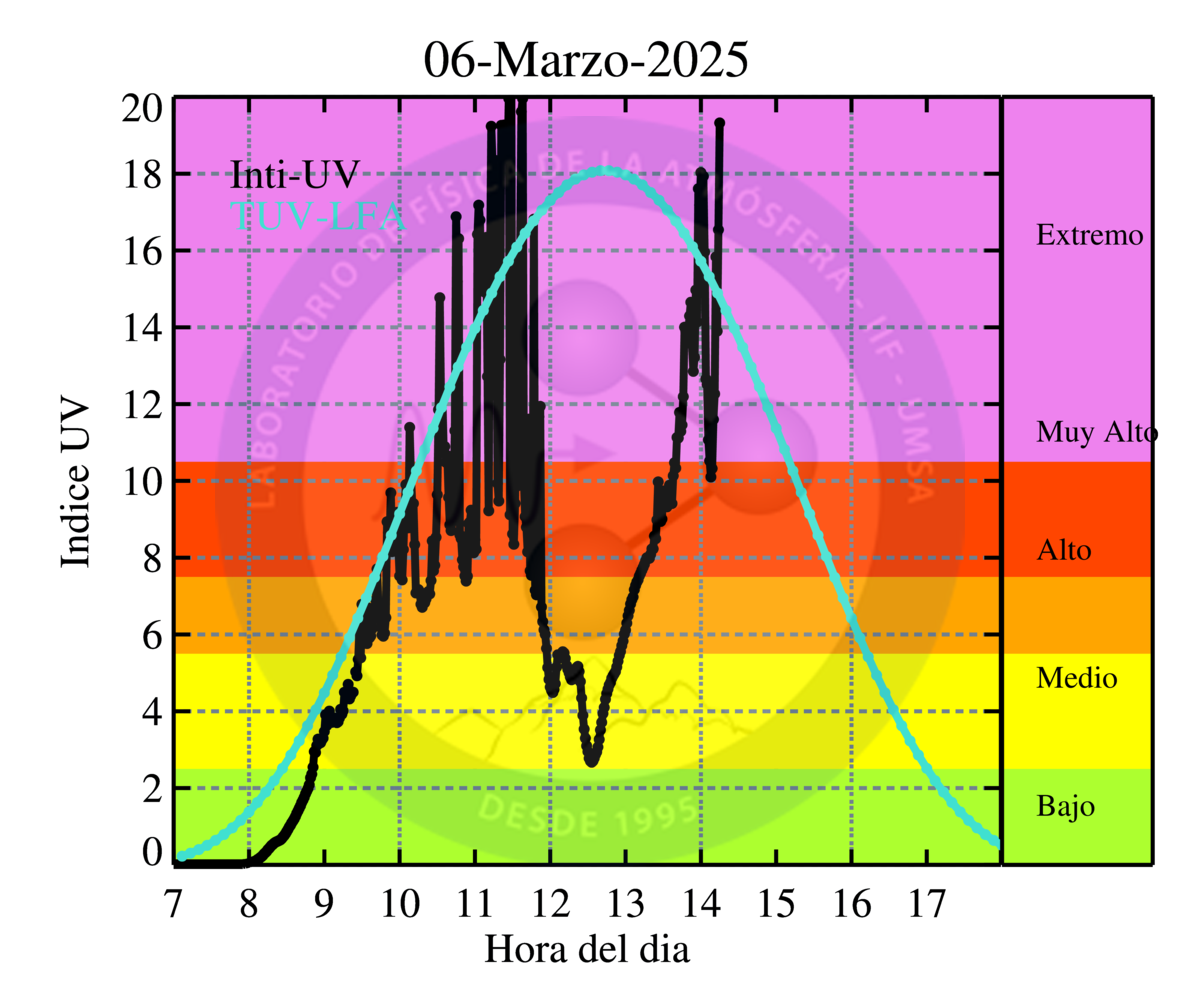 06-Marzo-2025
Inti-UV
TUV-LFA
Indice UV
20
18
16
14
12
10
8
6
4
2
0
7 8 9 10 11 12 13 14 15 16 17
Hora del dia
Extremo
Muy Alto
Alto
Medio
Bajo
LABORATORIO DE FÍSICA DE LA ATMÓSFERA - IIF - UMSA
DESDE 1995